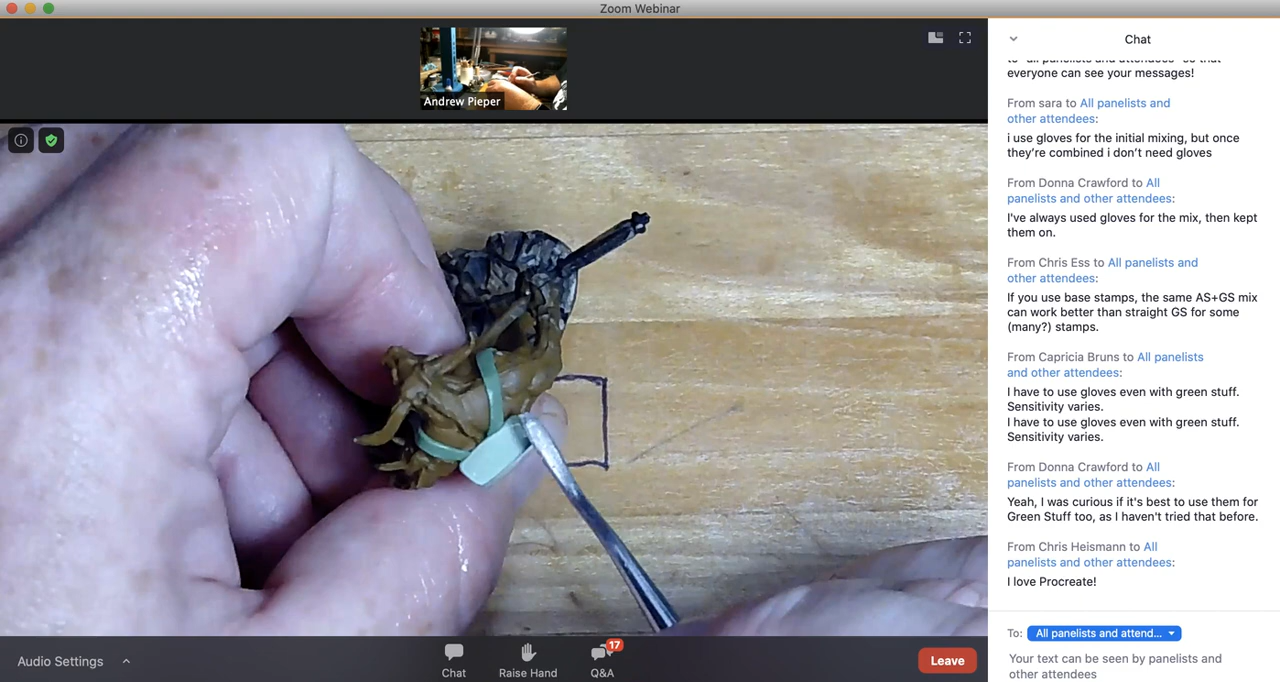 Zoom Webinar
Andrew Pieper
Chat
to "all panelists and attendees" so that
everyone can see your messages!
From sara to All panelists and
other attendees:
i use gloves for the initial mixing, but once
they're combined i don't need gloves
From Donna Crawford to All
panelists and other attendees:
I've always used gloves for the mix, then kept
them on.
From Chris Ess to All panelists and
other attendees:
If you use base stamps, the same AS+GS mix
can work better than straight GS for some
(many?) stamps.
From Capricia Bruns to All panelists
and other attendees:
I have to use gloves even with green stuff.
Sensitivity varies.
I have to use gloves even with green stuff.
Sensitivity varies.
From Donna Crawford to All
panelists and other attendees:
Yeah, I was curious if it's best to use them for
Green Stuff too, as I haven't tried that before.
From Chris Heismann to All
panelists and other attendees:
I love Procreate!
To: All panelists and attend...
Your text can be seen by panelists and
other attendees
Audio Settings
Chat
Raise Hand
17
Q&A
Leave